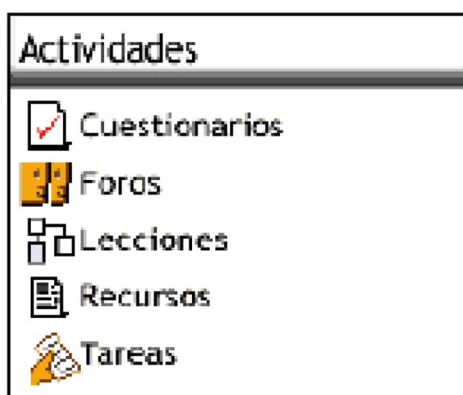 Actividades
Cuestionarios
Foros
Lecciones
Recursos
Tareas